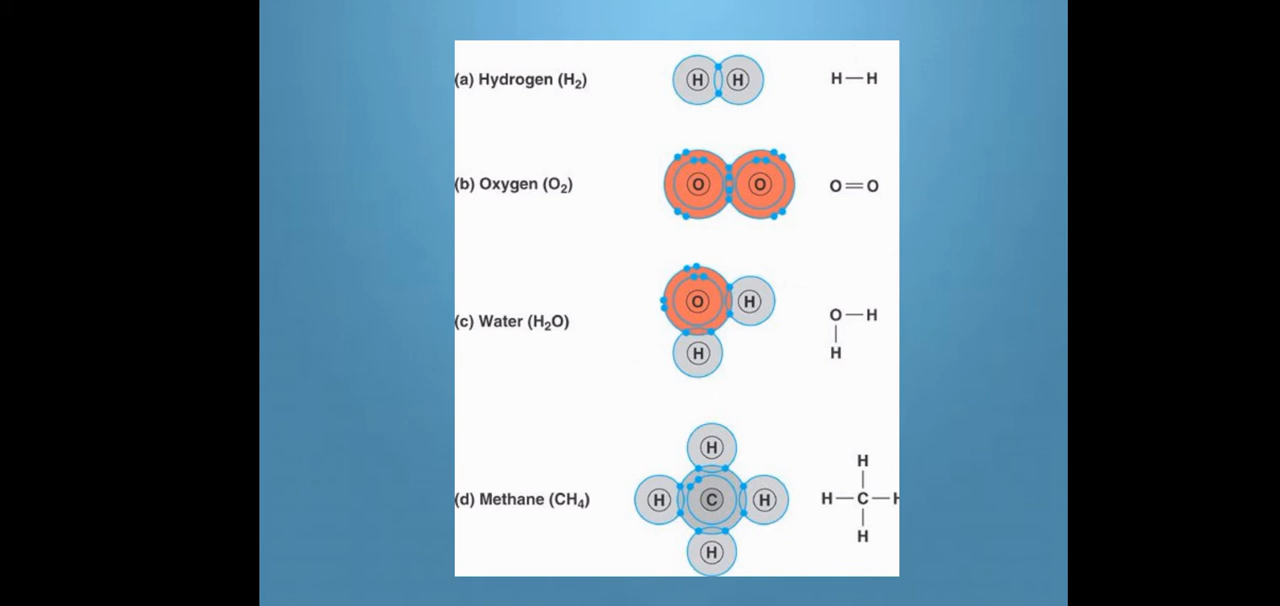 (a) Hydrogen (H₂)
H H
H—H
(b) Oxygen (O₂)
O O
O=O
(c) Water (H₂O)
O H
H
O—H
|
H
(d) Methane (CH₄)
H
H C H
H
H
|
H—C—H
|
H